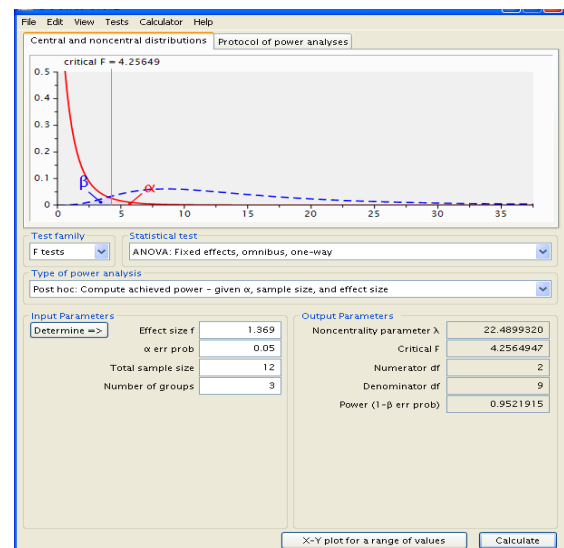 File Edit View Tests Calculator Help
Central and noncentral distributions Protocol of power analyses
critical F = 4.25649
0.5
0.4
0.3
0.2
0.1
0
β
α
0 5 10 15 20 25 30 35
Test family
F tests
Statistical test
ANOVA: Fixed effects, omnibus, one-way
Type of power analysis
Post hoc: Compute achieved power – given α, sample size, and effect size
Input Parameters
Determine =>
Effect size f 1.369
α err prob 0.05
Total sample size 12
Number of groups 3
Output Parameters
Noncentrality parameter λ 22.4899320
Critical F 4.2564947
Numerator df 2
Denominator df 9
Power (1-β err prob) 0.9521915
X-Y plot for a range of values Calculate